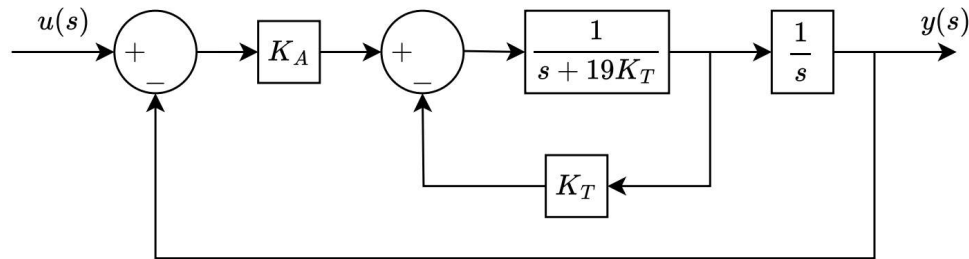 u(s)
y(s)
+
−
K_A
+
−
1
s + 19K_T
1
s
K_T